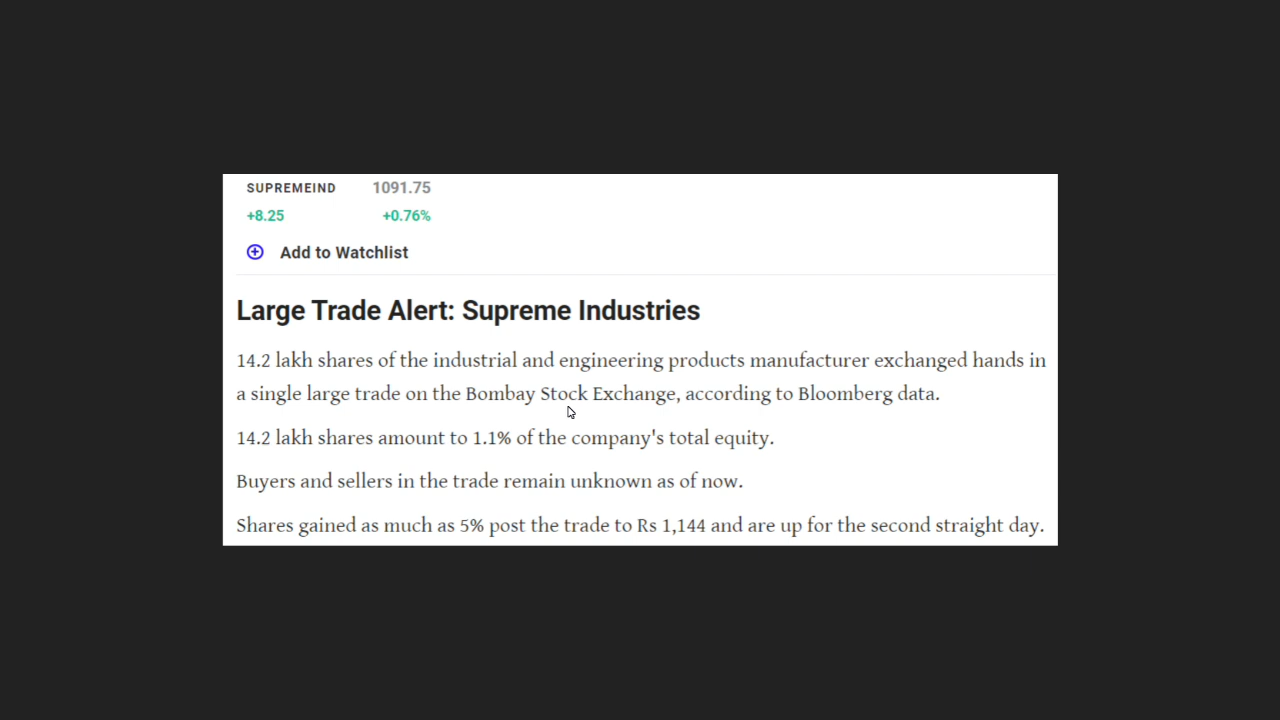 SUPREMEIND 1091.75
+8.25 +0.76%
Add to Watchlist
Large Trade Alert: Supreme Industries
14.2 lakh shares of the industrial and engineering products manufacturer exchanged hands in
a single large trade on the Bombay Stock Exchange, according to Bloomberg data.
14.2 lakh shares amount to 1.1% of the company's total equity.
Buyers and sellers in the trade remain unknown as of now.
Shares gained as much as 5% post the trade to Rs 1,144 and are up for the second straight day.